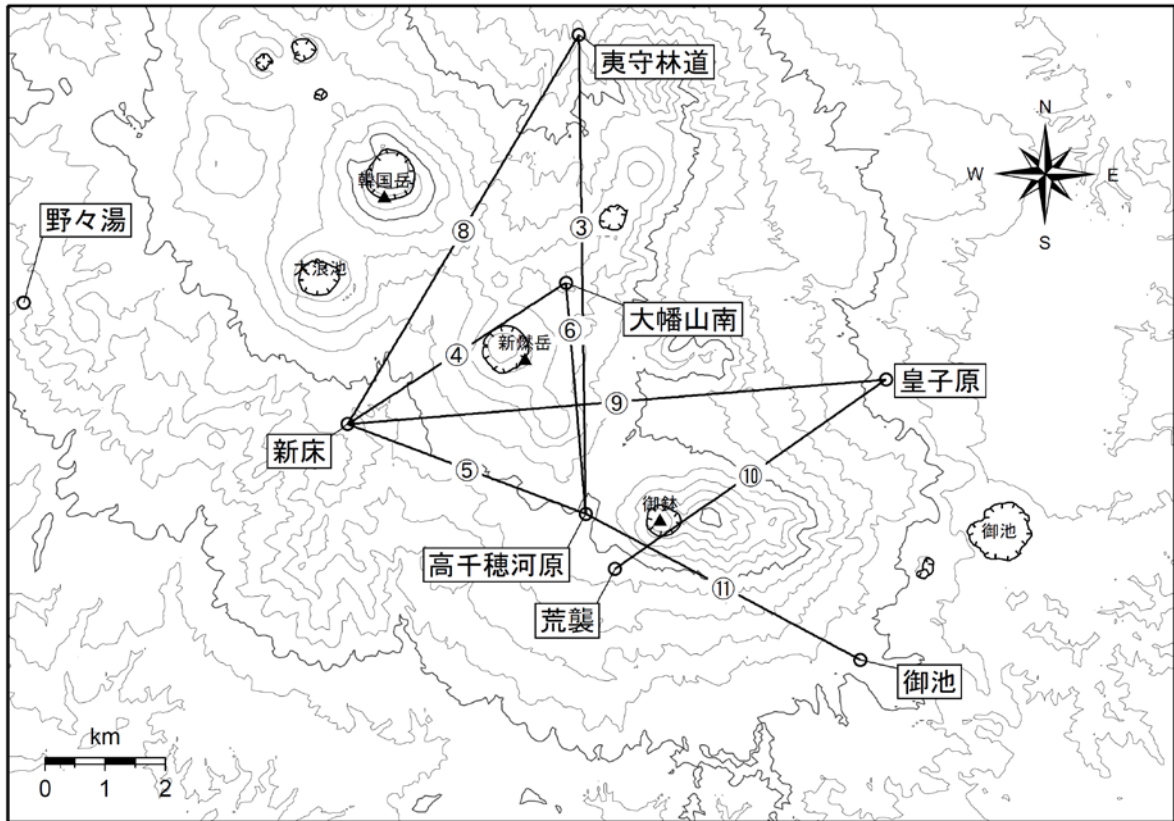 夷守林道
N
韓国岳
W
E
野々湯
③
⑧
S
大浪池
大幡山南
⑥
新燃岳
④
皇子原
⑨
新床
⑤
⑩
御鉢
御池
高千穂河原
⑪
荒襲
御池
km
0 1 2